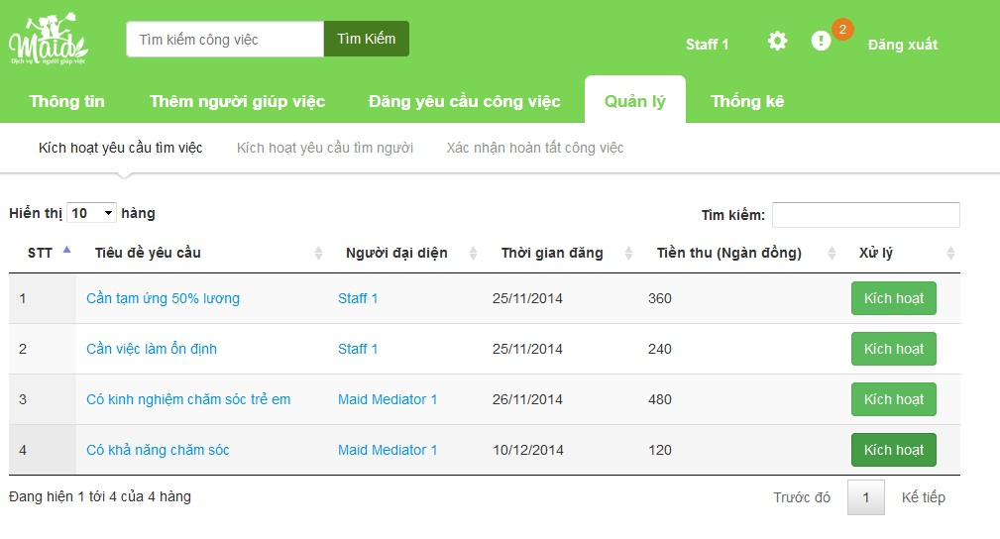 Maid
Dịch vụ người giúp việc
Tìm kiếm công việc Tìm Kiếm
Staff 1 2 Đăng xuất
Thông tin Thêm người giúp việc Đăng yêu cầu công việc Quản lý Thống kê
Kích hoạt yêu cầu tìm việc Kích hoạt yêu cầu tìm người Xác nhận hoàn tất công việc
Hiển thị 10 hàng Tìm kiếm:
STT Tiêu đề yêu cầu Người đại diện Thời gian đăng Tiền thu (Ngàn đồng) Xử lý
1 Cần tạm ứng 50% lương Staff 1 25/11/2014 360 Kích hoạt
2 Cần việc làm ổn định Staff 1 25/11/2014 240 Kích hoạt
3 Có kinh nghiệm chăm sóc trẻ em Maid Mediator 1 26/11/2014 480 Kích hoạt
4 Có khả năng chăm sóc Maid Mediator 1 10/12/2014 120 Kích hoạt
Đang hiện 1 tới 4 của 4 hàng Trước đó 1 Kế tiếp